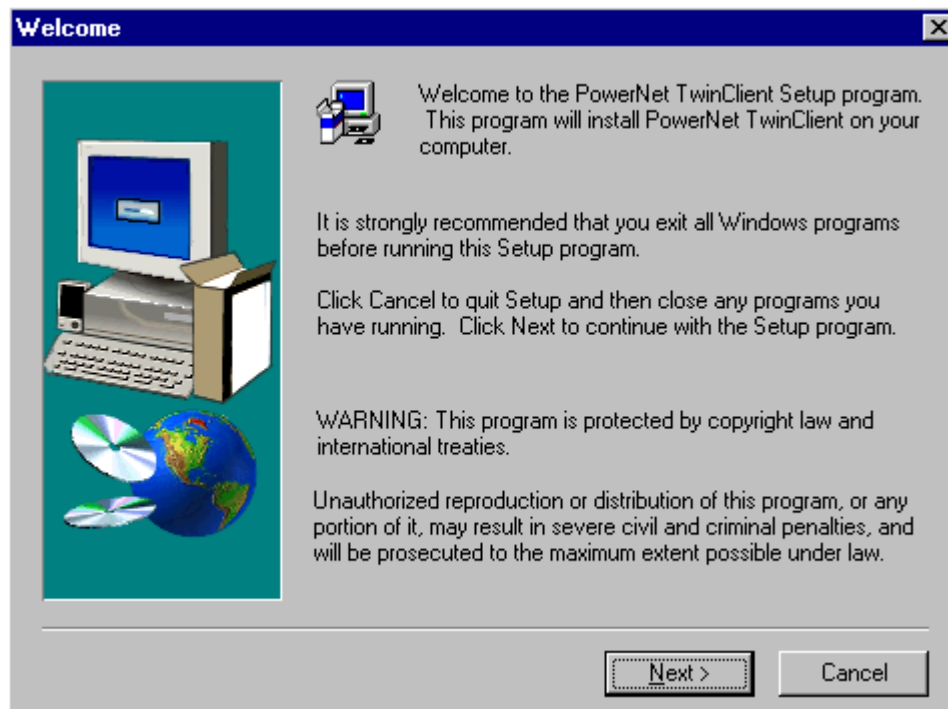 Welcome
Welcome to the PowerNet TwinClient Setup program.
This program will install PowerNet TwinClient on your
computer.
It is strongly recommended that you exit all Windows programs
before running this Setup program.
Click Cancel to quit Setup and then close any programs you
have running.  Click Next to continue with the Setup program.
WARNING: This program is protected by copyright law and
international treaties.
Unauthorized reproduction or distribution of this program, or any
portion of it, may result in severe civil and criminal penalties, and
will be prosecuted to the maximum extent possible under law.
Next >
Cancel